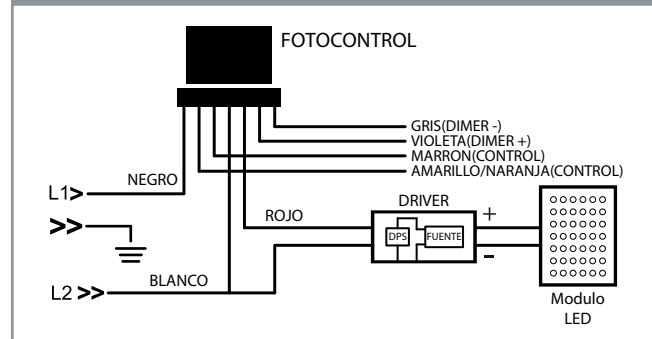 FOTOCONTROL
GRIS(DIMER -)
VIOLETA(DIMER +)
MARRON(CONTROL)
AMARILLO/NARANJA(CONTROL)
NEGRO
L1>
>>
ROJO
DRIVER
DPS
FUENTE
+
-
BLANCO
L2 >>
Modulo
LED